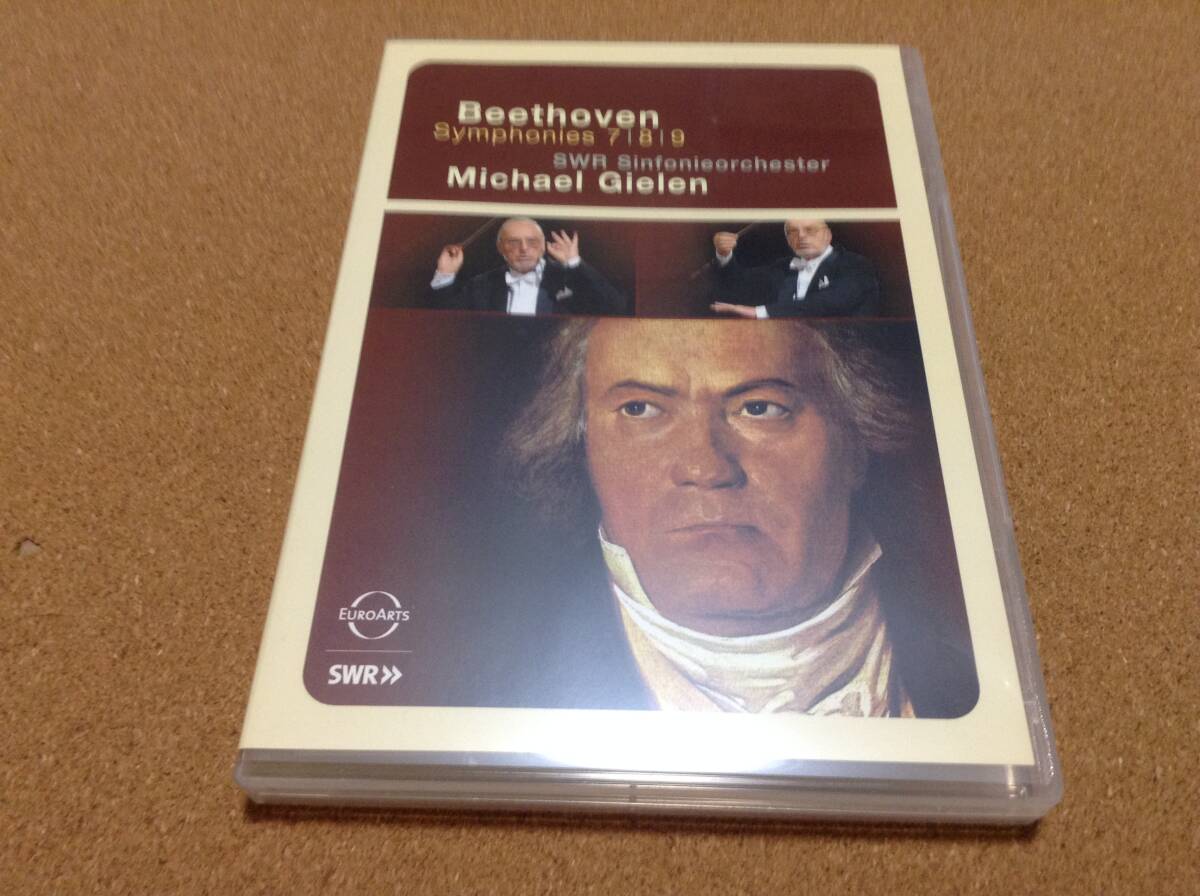 Beethoven
Symphonies 7|8|9
SWR Sinfonieorchester
Michael Gielen
EUROARTS
SWR